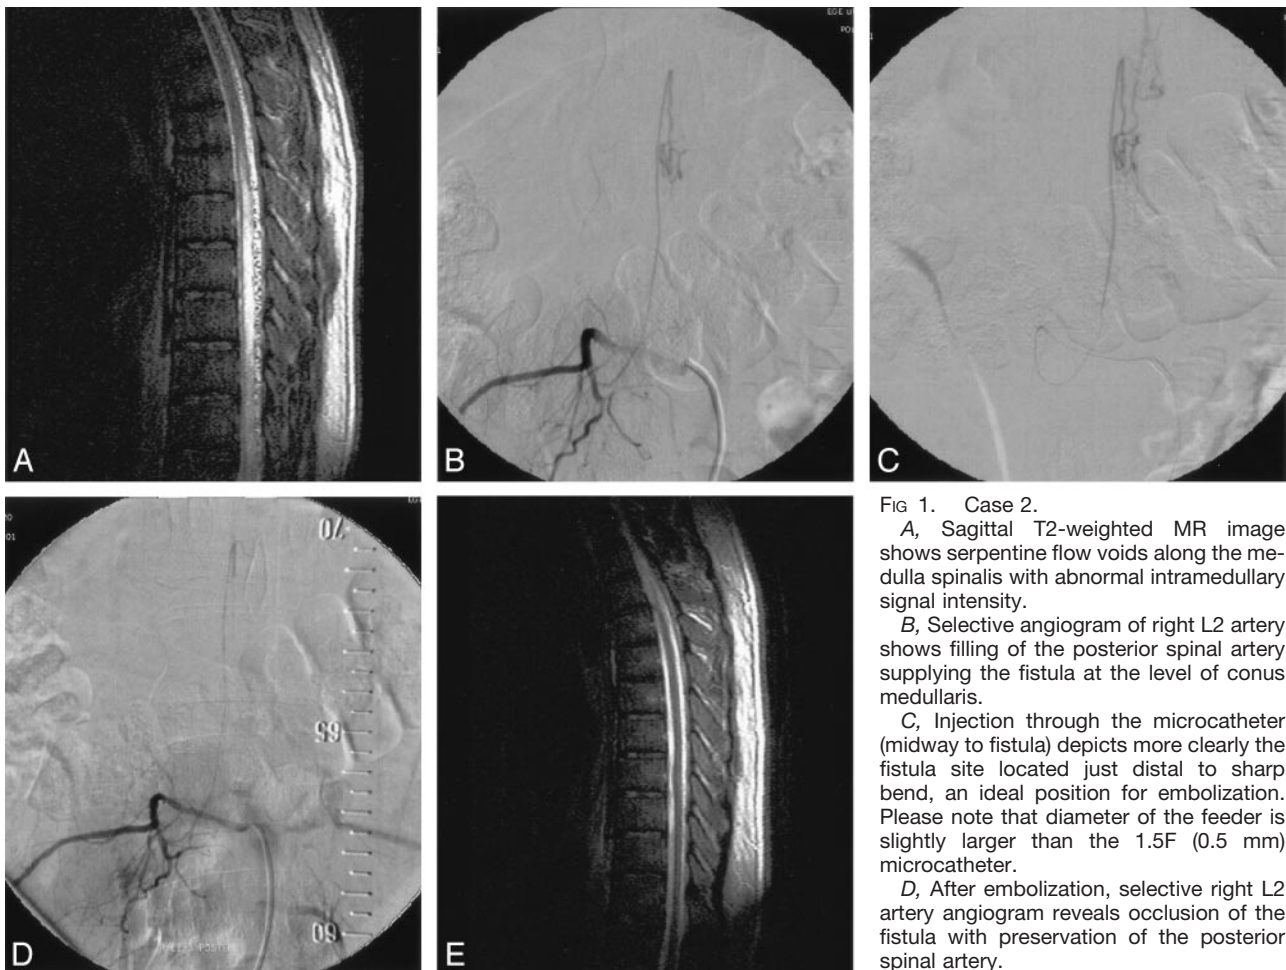 EGE U
PO
A
B
C
FIG 1. Case 2.
A, Sagittal T2-weighted MR image
shows serpentine flow voids along the me-
dulla spinalis with abnormal intramedullary
signal intensity.
B, Selective angiogram of right L2 artery
shows filling of the posterior spinal artery
supplying the fistula at the level of conus
medullaris.
C, Injection through the microcatheter
(midway to fistula) depicts more clearly the
fistula site located just distal to sharp
bend, an ideal position for embolization.
Please note that diameter of the feeder is
slightly larger than the 1.5F (0.5 mm)
microcatheter.
D, After embolization, selective right L2
artery angiogram reveals occlusion of the
fistula with preservation of the posterior
spinal artery.
70
65
60
D
E